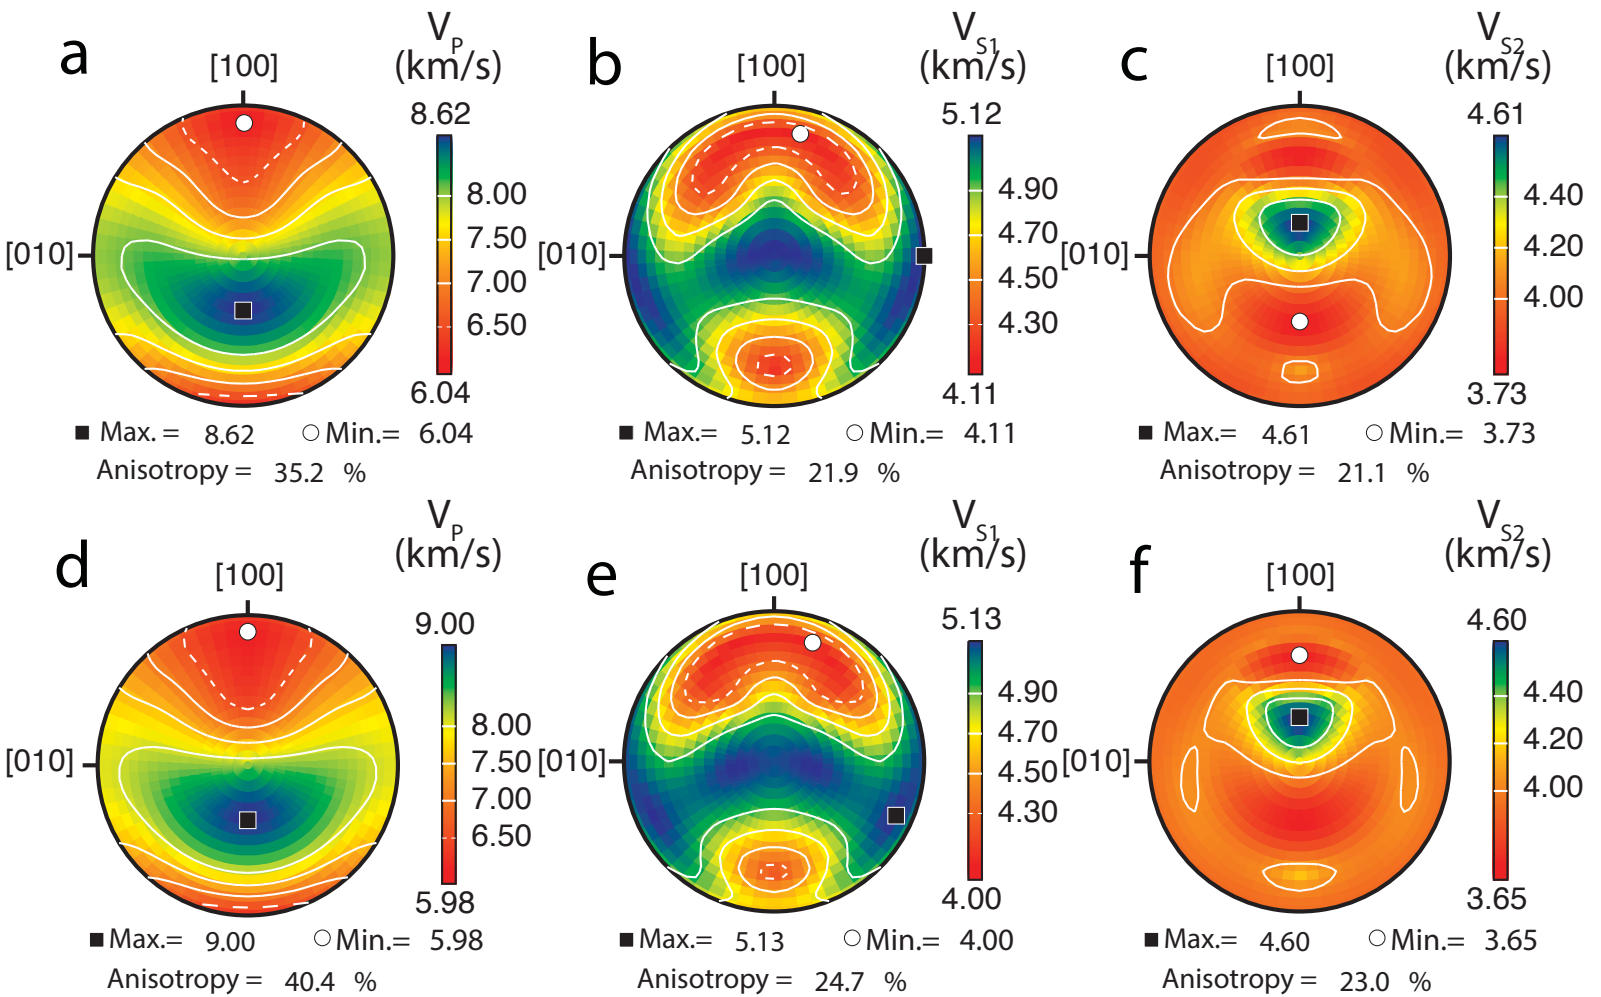 a
[100]
V_P
(km/s)
8.62
8.00
7.50
7.00
6.50
6.04
[010]
■ Max. = 8.62 ○ Min.= 6.04
Anisotropy = 35.2 %
b
[100]
V_S1
(km/s)
5.12
4.90
4.70
4.50
4.30
4.11
[010]
■ Max.= 5.12 ○ Min.= 4.11
Anisotropy = 21.9 %
c
[100]
V_S2
(km/s)
4.61
4.40
4.20
4.00
3.73
[010]
■ Max.= 4.61 ○ Min.= 3.73
Anisotropy = 21.1 %
d
[100]
V_P
(km/s)
9.00
8.00
7.50
7.00
6.50
5.98
[010]
■ Max.= 9.00 ○ Min.= 5.98
Anisotropy = 40.4 %
e
[100]
V_S1
(km/s)
5.13
4.90
4.70
4.50
4.30
4.00
[010]
■ Max.= 5.13 ○ Min.= 4.00
Anisotropy = 24.7 %
f
[100]
V_S2
(km/s)
4.60
4.40
4.20
4.00
3.65
[010]
■ Max.= 4.60 ○ Min.= 3.65
Anisotropy = 23.0 %